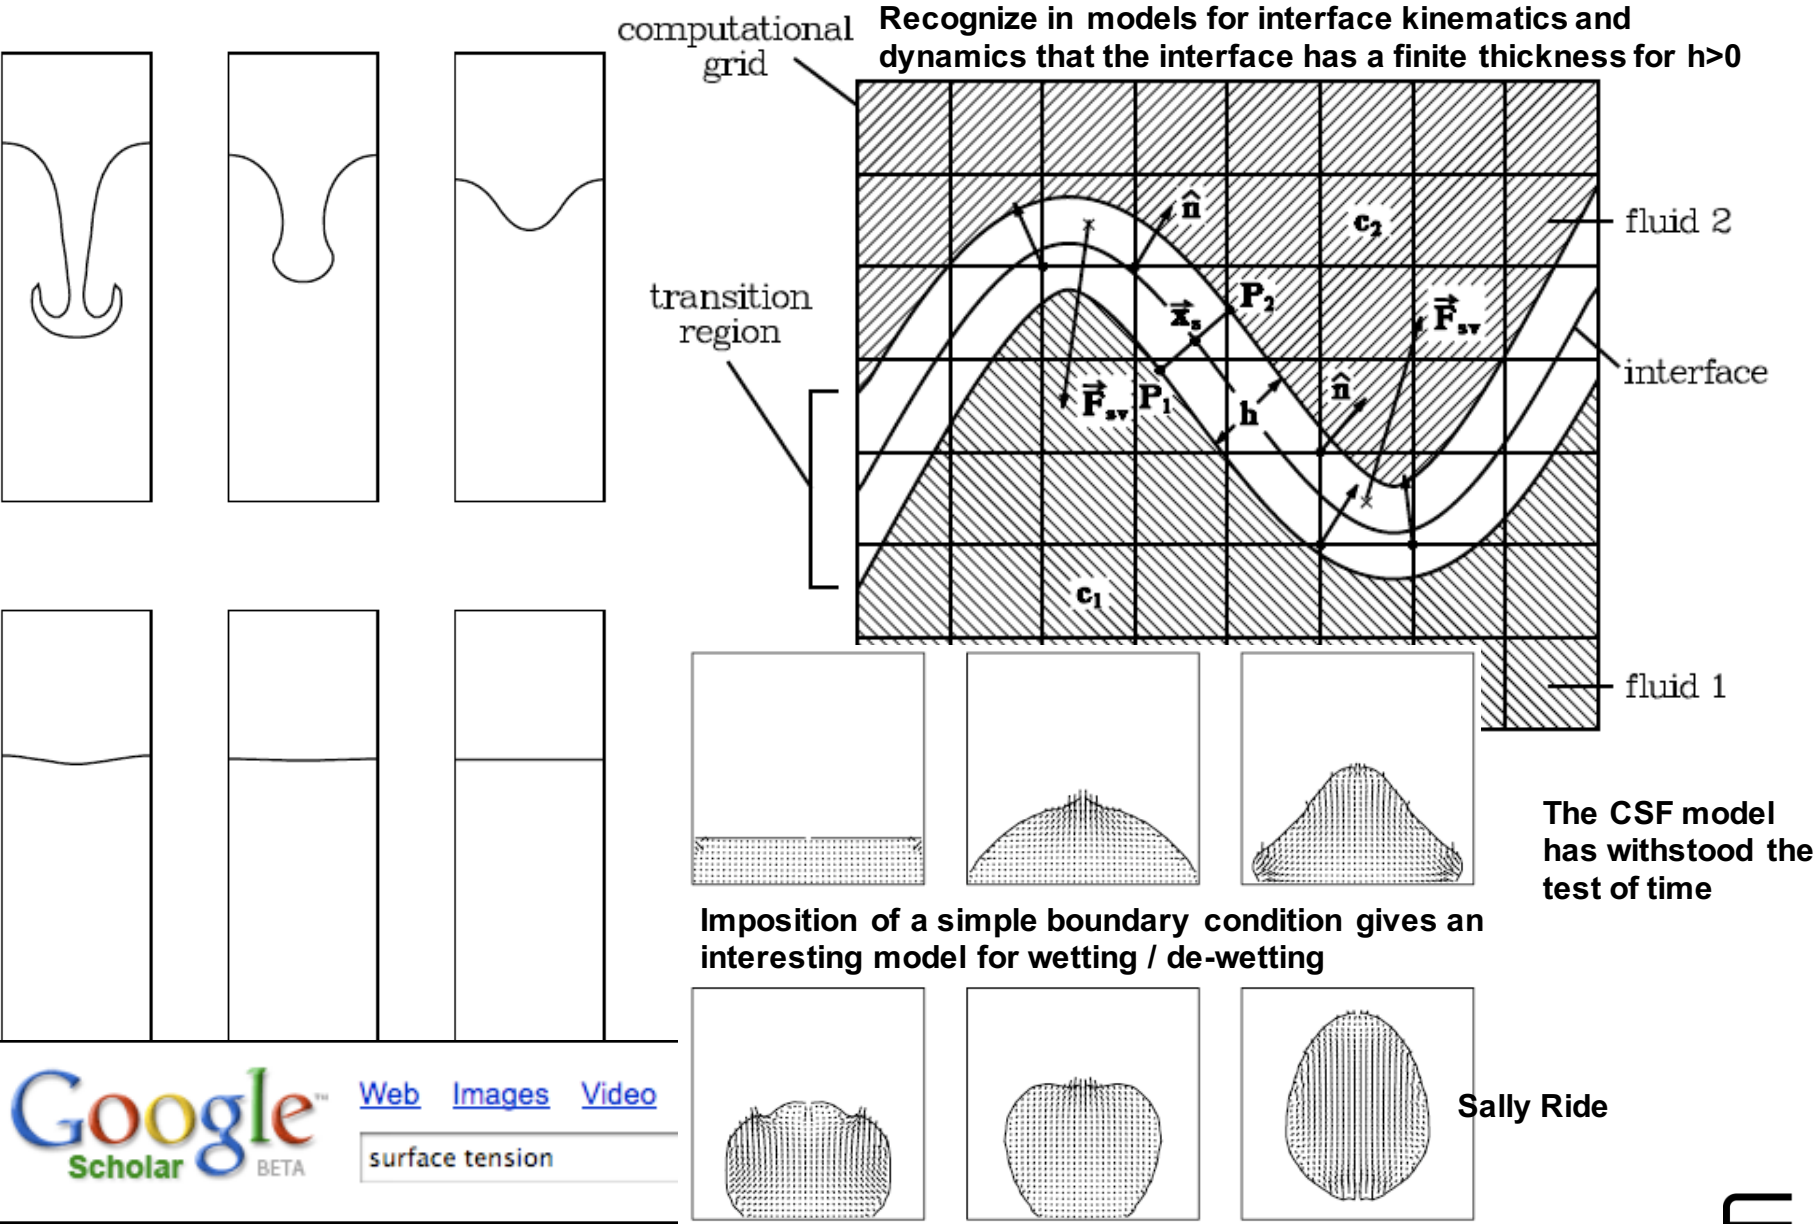 computational
grid
Recognize in models for interface kinematics and
dynamics that the interface has a finite thickness for h>0
n̂
c₂
fluid 2
transition
region
P₂
x⃗ₛ
F⃗ₛᵥ
interface
F⃗ₛᵥ
P₁
n̂
h
c₁
fluid 1
The CSF model
has withstood the
test of time
Imposition of a simple boundary condition gives an
interesting model for wetting / de-wetting
Sally Ride
Google™
Scholar BETA
Web Images Video
surface tension